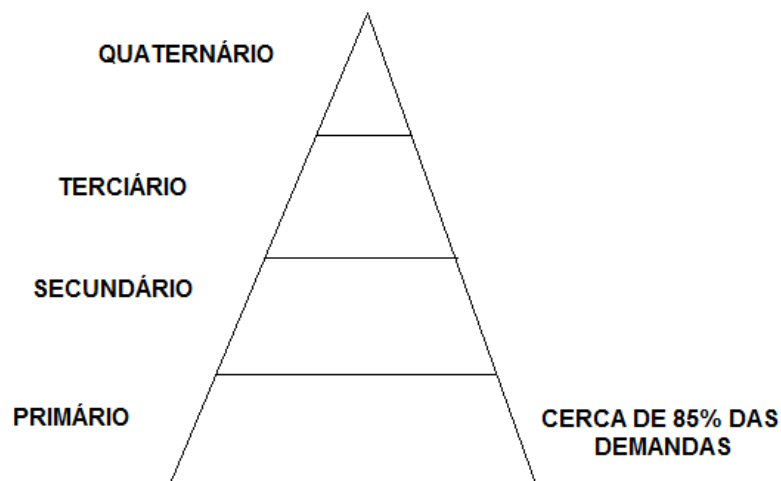 QUATERNÁRIO
TERCIÁRIO
SECUNDÁRIO
PRIMÁRIO
CERCA DE 85% DAS
DEMANDAS